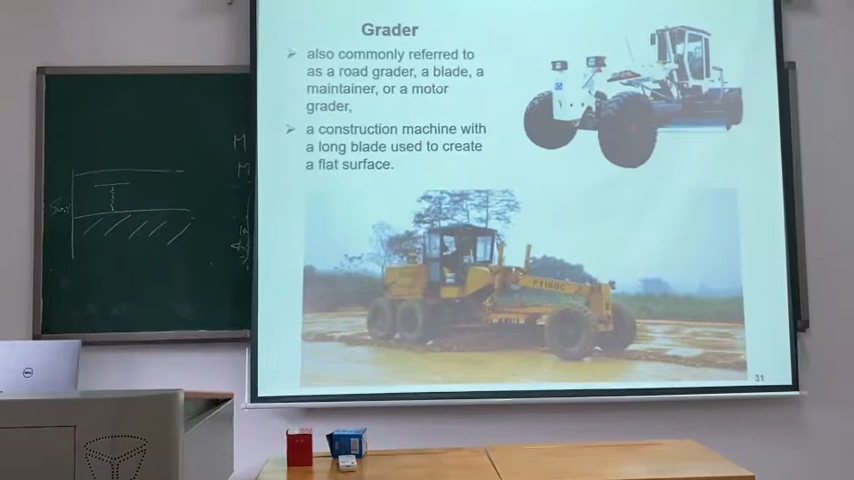 Grader
➢ also commonly referred to
as a road grader, a blade, a
maintainer, or a motor
grader,
➢ a construction machine with
a long blade used to create
a flat surface.
PY160C
31
DELL